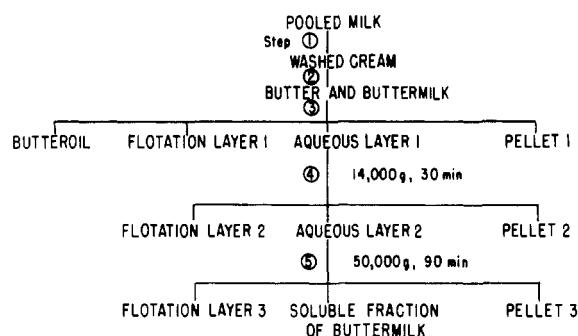 POOLED MILK
Step ①
WASHED CREAM
②
BUTTER AND BUTTERMILK
③
BUTTEROIL FLOTATION LAYER 1 AQUEOUS LAYER 1 PELLET 1
④ 14,000g, 30 min
FLOTATION LAYER 2 AQUEOUS LAYER 2 PELLET 2
⑤ 50,000g, 90 min
FLOTATION LAYER 3 SOLUBLE FRACTION PELLET 3
OF BUTTERMILK